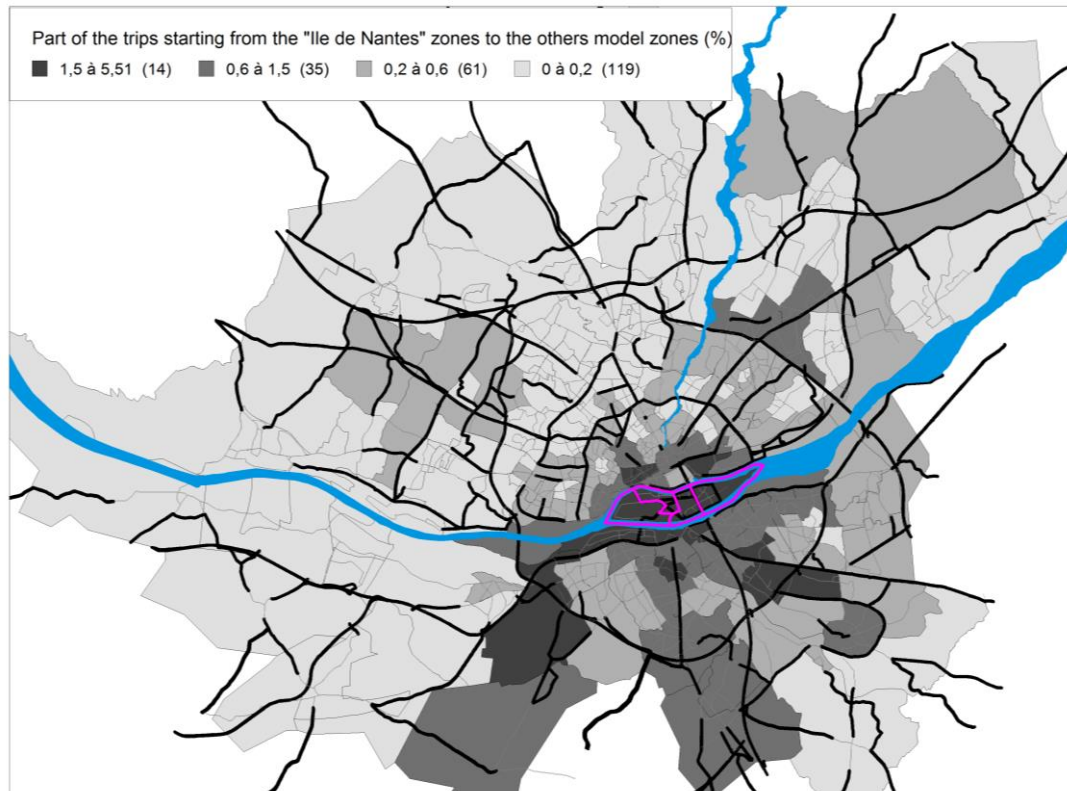 Part of the trips starting from the "Ile de Nantes" zones to the others model zones (%)
1,5 à 5,51 (14) 0,6 à 1,5 (35) 0,2 à 0,6 (61) 0 à 0,2 (119)